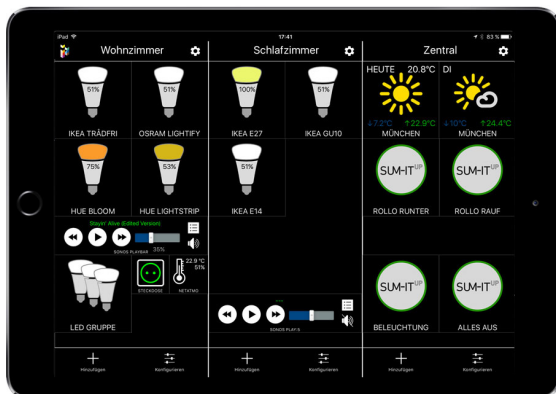 iPad
17:41
83 %
Wohnzimmer
Schlafzimmer
Zentral
51%
IKEA TRÅDFRI
51%
OSRAM LIGHTIFY
100%
IKEA E27
51%
IKEA GU10
HEUTE 20.8°C
↓7.2°C ↑22.9°C
MÜNCHEN
DI
↓10°C ↑24.4°C
MÜNCHEN
75%
HUE BLOOM
53%
HUE LIGHTSTRIP
51%
IKEA E14
SUM-IT UP
ROLLO RUNTER
SUM-IT UP
ROLLO RAUF
Stayin' Alive (Edited Version)
SONOS PLAYBAR
35%
LED GRUPPE
STECKDOSE
22.9 °C
51%
NETATMO
---
SONOS PLAY:5
SUM-IT UP
BELEUCHTUNG
SUM-IT UP
ALLES AUS
Hinzufügen
Konfigurieren
Hinzufügen
Konfigurieren
Hinzufügen
Konfigurieren